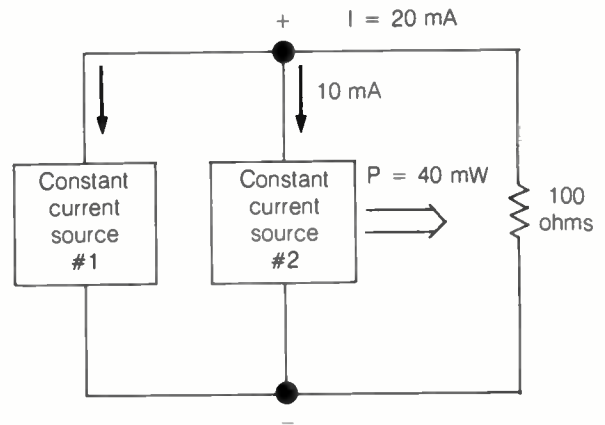 + I = 20 mA
10 mA
Constant
current
source
#1
Constant
current
source
#2
P = 40 mW
100
ohms
–